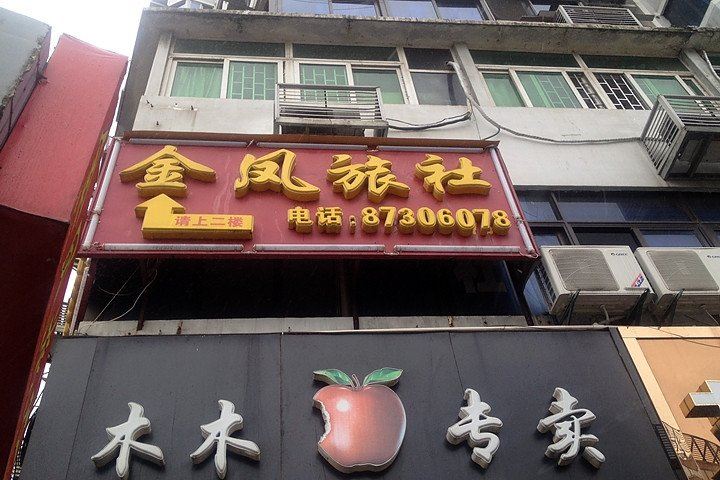 金凤旅社
电话:87306078
请上二楼
木木 专卖